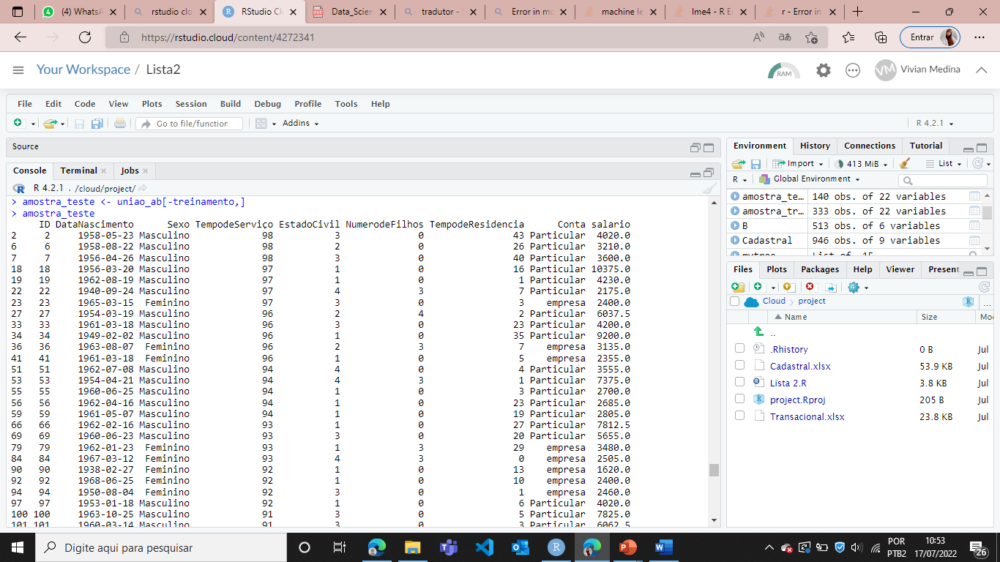 (4) WhatsA
rstudio clo
RStudio Clo
Data_Scien
tradutor -
Error in mo
machine le
lme4 - R Er
r - Error in
https://rstudio.cloud/content/4272341
Entrar
Your Workspace / Lista2
RAM
VM
Vivian Medina
File Edit Code View Plots Session Build Debug Profile Tools Help
Go to file/function
Addins
R 4.2.1
Source
Console Terminal Jobs
R 4.2.1 . /cloud/project/
> amostra_teste <- uniao_ab[-treinamento,]
> amostra_teste
ID DataNascimento Sexo TempodeServiço EstadoCivil NumerodeFilhos TempodeResidencia Conta salario
2 2 1958-05-23 Masculino 98 3 0 43 Particular 4020.0
6 6 1958-08-22 Masculino 98 2 0 26 Particular 3210.0
7 7 1956-04-26 Masculino 98 3 0 40 Particular 3600.0
18 18 1956-03-20 Masculino 97 1 0 16 Particular 10375.0
19 19 1962-08-19 Masculino 97 1 0 1 Particular 4230.0
22 22 1940-09-24 Masculino 97 4 3 7 Particular 2175.0
23 23 1965-03-15 Feminino 97 3 0 3 empresa 2400.0
27 27 1954-03-19 Masculino 96 2 4 2 Particular 6037.5
33 33 1961-03-18 Masculino 96 3 0 23 Particular 4200.0
34 34 1949-02-02 Masculino 96 1 0 35 Particular 9200.0
36 36 1963-08-07 Feminino 96 2 3 7 empresa 3135.0
41 41 1961-03-18 Feminino 96 1 0 5 empresa 2355.0
51 51 1962-07-08 Masculino 94 4 0 4 Particular 3555.0
53 53 1954-04-21 Masculino 94 4 3 1 Particular 7375.0
55 55 1960-06-25 Masculino 94 1 0 3 Particular 2700.0
56 56 1962-04-16 Masculino 94 1 0 23 Particular 2685.0
59 59 1961-05-07 Masculino 94 1 0 19 Particular 2805.0
66 66 1962-02-16 Masculino 93 1 0 27 Particular 7812.5
69 69 1960-06-23 Masculino 93 3 0 20 Particular 5655.0
79 79 1962-01-23 Feminino 93 1 3 29 empresa 3480.0
84 84 1967-03-12 Feminino 93 4 3 0 empresa 2505.0
90 90 1938-02-27 Feminino 92 1 0 13 empresa 1620.0
92 92 1968-06-25 Feminino 92 1 0 10 empresa 2400.0
94 94 1950-08-04 Feminino 92 3 0 1 empresa 2460.0
97 97 1953-01-18 Masculino 92 1 0 6 Particular 4020.0
100 100 1963-10-25 Masculino 91 3 0 5 Particular 7825.0
101 101 1960-03-14 Masculino 91 3 0 3 Particular 6062.5
Environment History Connections Tutorial
Import 413 MiB List
R Global Environment
amostra_te… 140 obs. of 22 variables
amostra_tr… 333 obs. of 22 variables
B 513 obs. of 6 variables
Cadastral 946 obs. of 9 variables
mytree List of 15
Files Plots Packages Help Viewer Present
Cloud project ...
Name Size Mo
..
.Rhistory 0 B Jul
Cadastral.xlsx 53.9 KB Jul
Lista 2.R 3.8 KB Jul
project.Rproj 205 B Jul
Transacional.xlsx 23.8 KB Jul
Digite aqui para pesquisar
POR
PTB2
10:53
17/07/2022
26